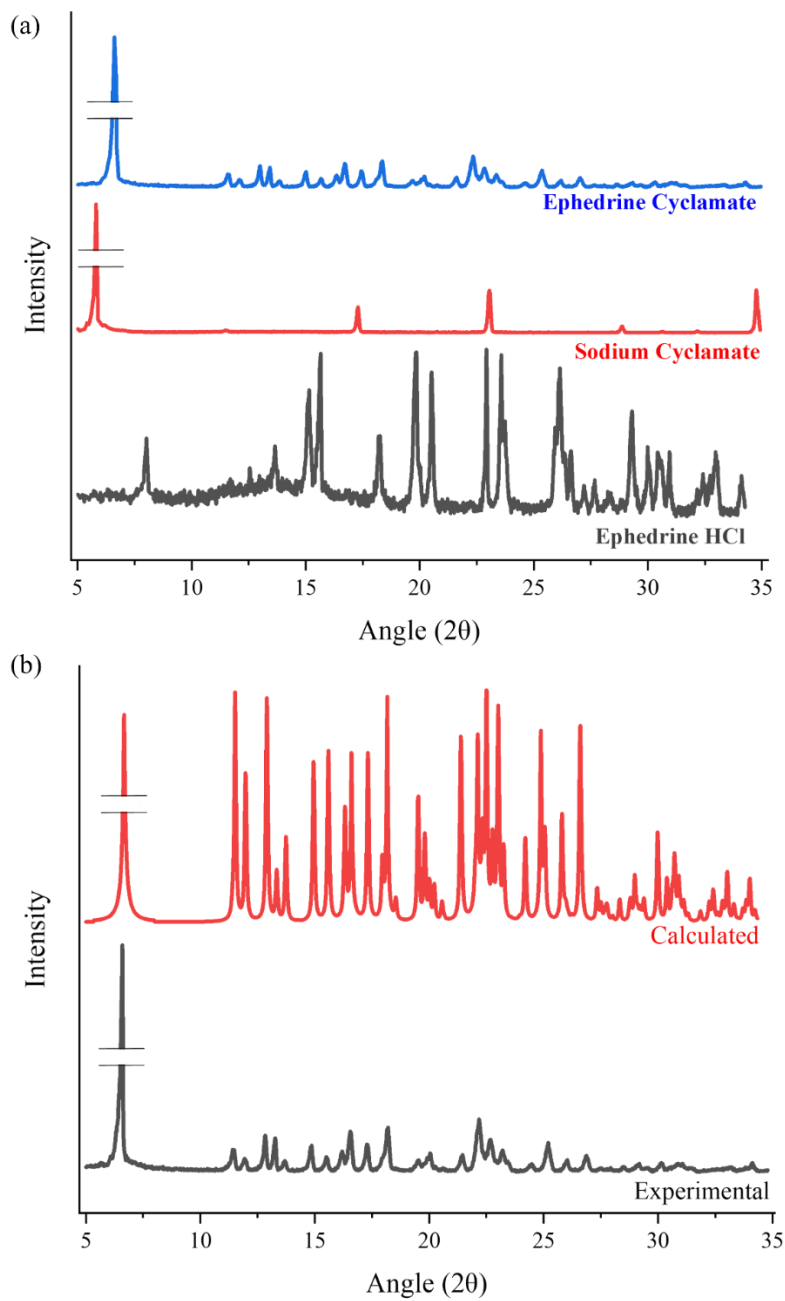 (a)
Intensity
Ephedrine Cyclamate
Sodium Cyclamate
Ephedrine HCl
5 10 15 20 25 30 35
Angle (2θ)
(b)
Intensity
Calculated
Experimental
5 10 15 20 25 30 35
Angle (2θ)